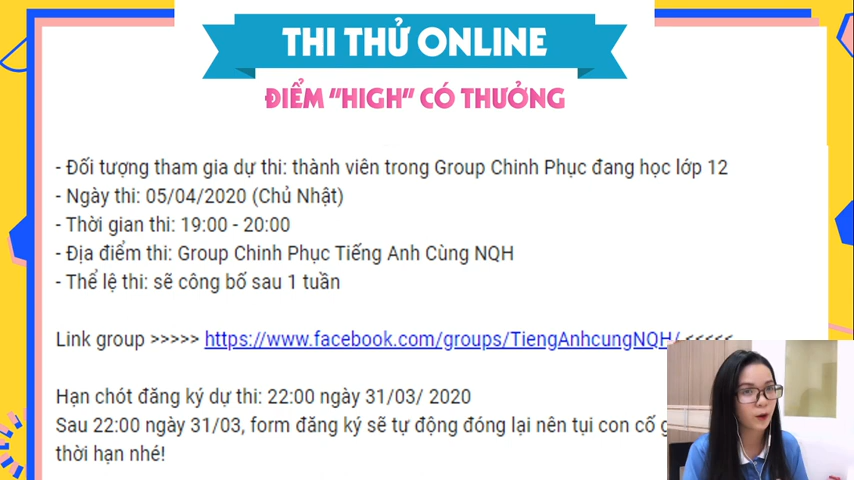 THI THỬ ONLINE
ĐIỂM "HIGH" CÓ THƯỞNG
- Đối tượng tham gia dự thi: thành viên trong Group Chinh Phục đang học lớp 12
- Ngày thi: 05/04/2020 (Chủ Nhật)
- Thời gian thi: 19:00 - 20:00
- Địa điểm thi: Group Chinh Phục Tiếng Anh Cùng NQH
- Thể lệ thi: sẽ công bố sau 1 tuần
Link group >>>>> https://www.facebook.com/groups/TiengAnhcungNQH/ <<<<<
Hạn chót đăng ký dự thi: 22:00 ngày 31/03/ 2020
Sau 22:00 ngày 31/03, form đăng ký sẽ tự động đóng lại nên tụi con cố
thời hạn nhé!